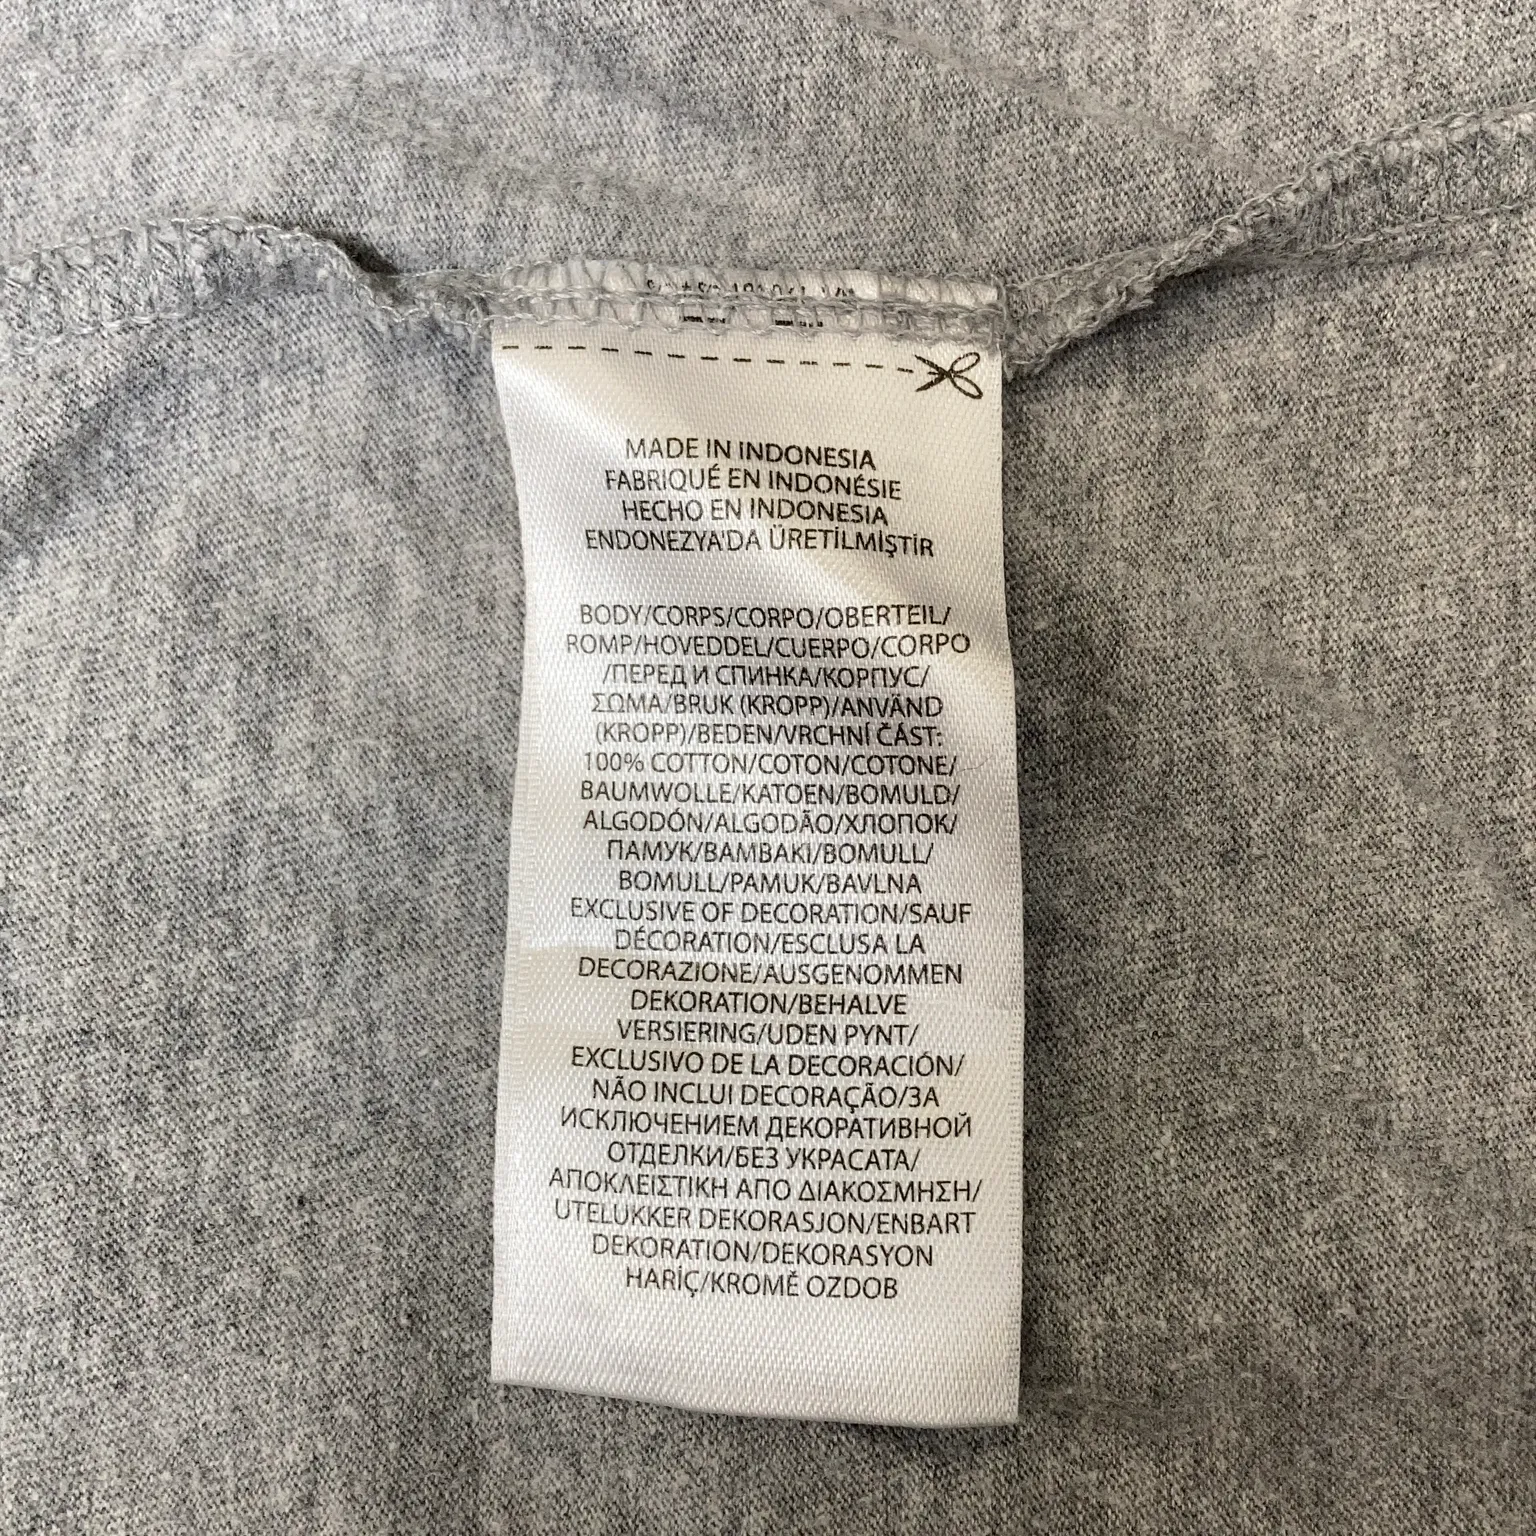 MADE IN INDONESIA
FABRIQUÉ EN INDONÉSIE
HECHO EN INDONESIA
ENDONEZYA'DA ÜRETİLMİŞTİR
BODY/CORPS/CORPO/OBERTEIL/
ROMP/HOVEDDEL/CUERPO/CORPO
/ПЕРЕД И СПИНКА/КОРПУС/
ΣΩΜΑ/BRUK (KROPP)/ANVÄND
(KROPP)/BEDEN/VRCHNÍ ČÁST:
100% COTTON/COTON/COTONE/
BAUMWOLLE/KATOEN/BOMULD/
ALGODÓN/ALGODÃO/ХЛОПОК/
ПАМУК/ΒΑΜΒΑΚΙ/BOMULL/
BOMULL/PAMUK/BAVLNA
EXCLUSIVE OF DECORATION/SAUF
DÉCORATION/ESCLUSA LA
DECORAZIONE/AUSGENOMMEN
DEKORATION/BEHALVE
VERSIERING/UDEN PYNT/
EXCLUSIVO DE LA DECORACIÓN/
NÃO INCLUI DECORAÇÃO/ЗА
ИСКЛЮЧЕНИЕМ ДЕКОРАТИВНОЙ
ОТДЕЛКИ/БЕЗ УКРАСАТА/
ΑΠΟΚΛΕΙΣΤΙΚΗ ΑΠΟ ΔΙΑΚΟΣΜΗΣΗ/
UTELUKKER DEKORASJON/ENBART
DEKORATION/DEKORASYON
HARİÇ/KROMĚ OZDOB